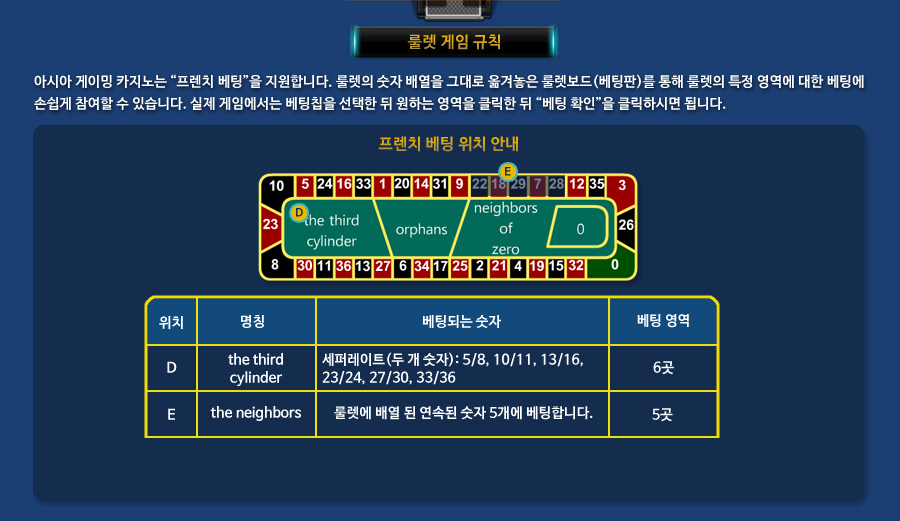 룰렛 게임 규칙
아시아 게이밍 카지노는 “프렌치 베팅”을 지원합니다. 룰렛의 숫자 배열을 그대로 옮겨놓은 룰렛보드(베팅판)를 통해 룰렛의 특정 영역에 대한 베팅에
손쉽게 참여할 수 있습니다. 실제 게임에서는 베팅칩을 선택한 뒤 원하는 영역을 클릭한 뒤 “베팅 확인”을 클릭하시면 됩니다.
프렌치 베팅 위치 안내
E
10 5 24 16 33 1 20 14 31 9 22 18 29 7 28 12 35 3
D
23 the third cylinder orphans neighbors of zero 0 26
8 30 11 36 13 27 6 34 17 25 2 21 4 19 15 32 0
위치 명칭 베팅되는 숫자 베팅 영역
D the third cylinder 세퍼레이트(두 개 숫자) : 5/8, 10/11, 13/16, 23/24, 27/30, 33/36 6곳
E the neighbors 룰렛에 배열 된 연속된 숫자 5개에 베팅합니다. 5곳